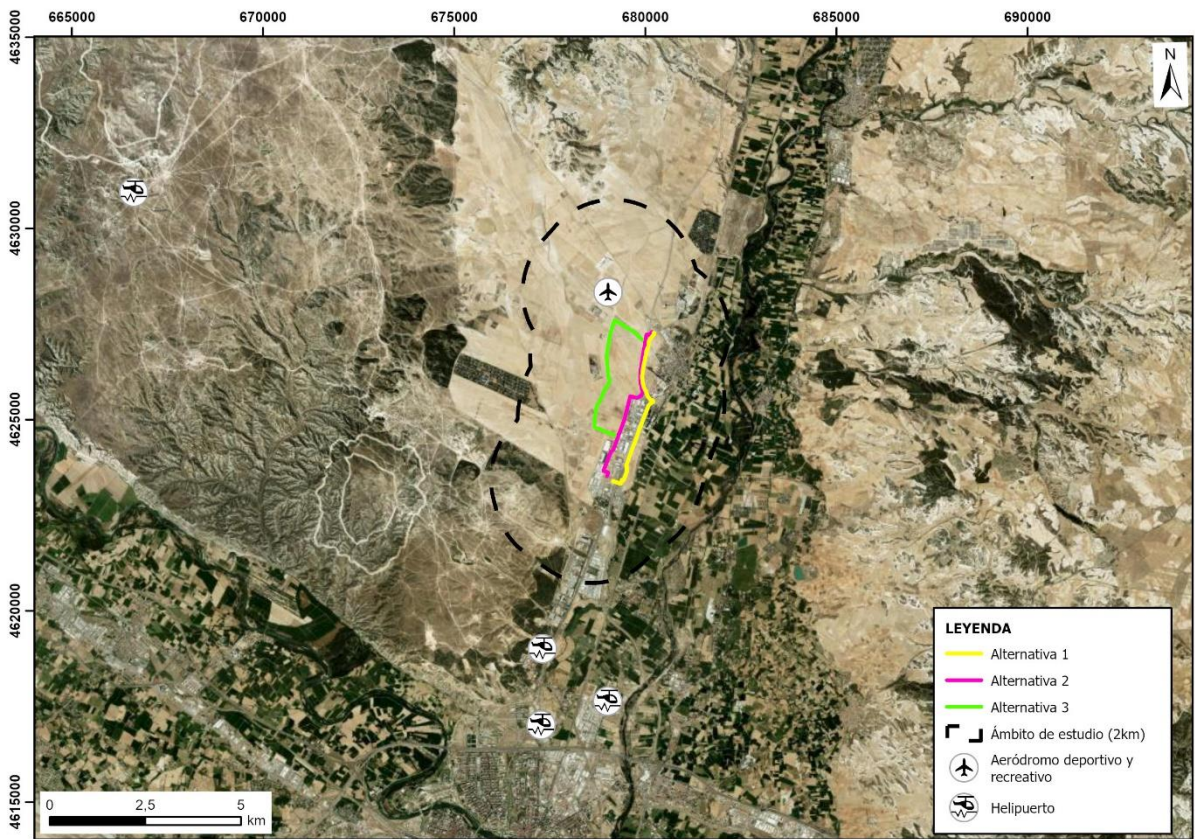 665000 670000 675000 680000 685000 690000
4635000
4630000
4625000
4620000
4615000
N
LEYENDA
Alternativa 1
Alternativa 2
Alternativa 3
Ámbito de estudio (2km)
Aeródromo deportivo y
recreativo
Helipuerto
0 2,5 5
km